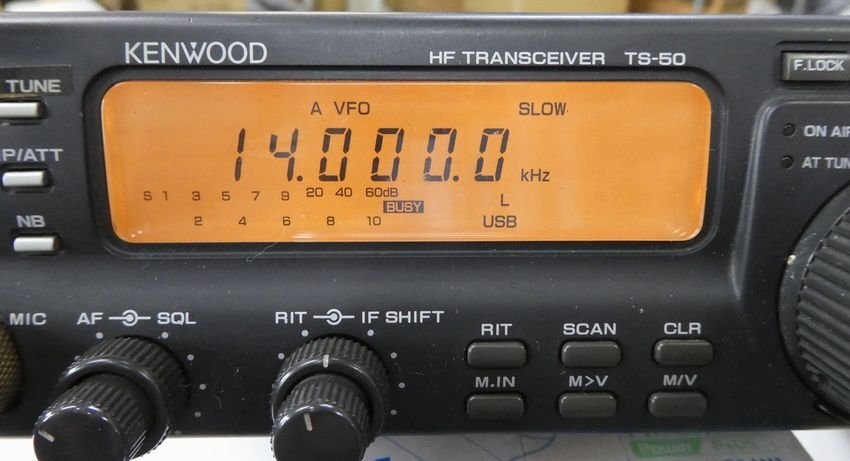 KENWOOD
HF TRANSCEIVER TS-50
F.LOCK
TUNE
A VFO SLOW
ON AIR
P/ATT
14.000.0 kHz
AT TUN
S 1 3 5 7 9 20 40 60dB
BUSY L
NB
2 4 6 8 10 USB
MIC AF SQL RIT IF SHIFT
RIT SCAN CLR
M.IN M>V M/V
Power